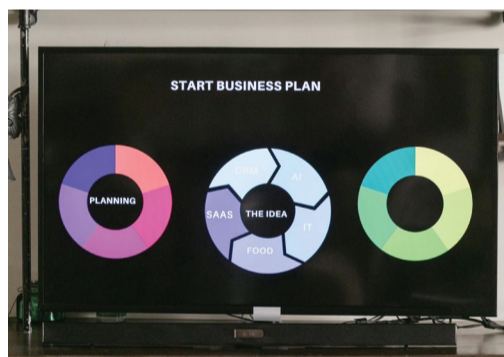 START BUSINESS PLAN
PLANNING
CRM
AI
SAAS
THE IDEA
IT
FOOD